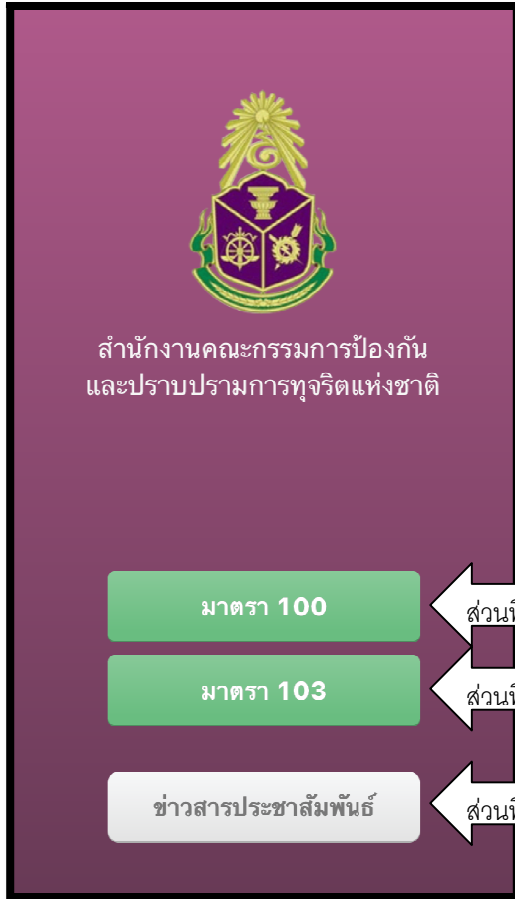 สำนักงานคณะกรรมการป้องกัน
และปราบปรามการทุจริตแห่งชาติ
มาตรา 100
มาตรา 103
ข่าวสารประชาสัมพันธ์